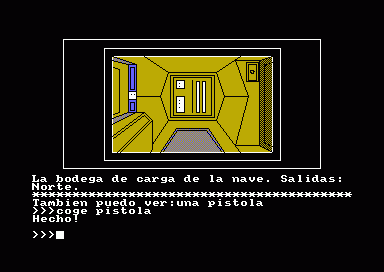 La bodega de carga de la nave. Salidas:
Norte.
****************************************
Tambien puedo ver:una pistola
>>>coge pistola
Hecho!
>>>